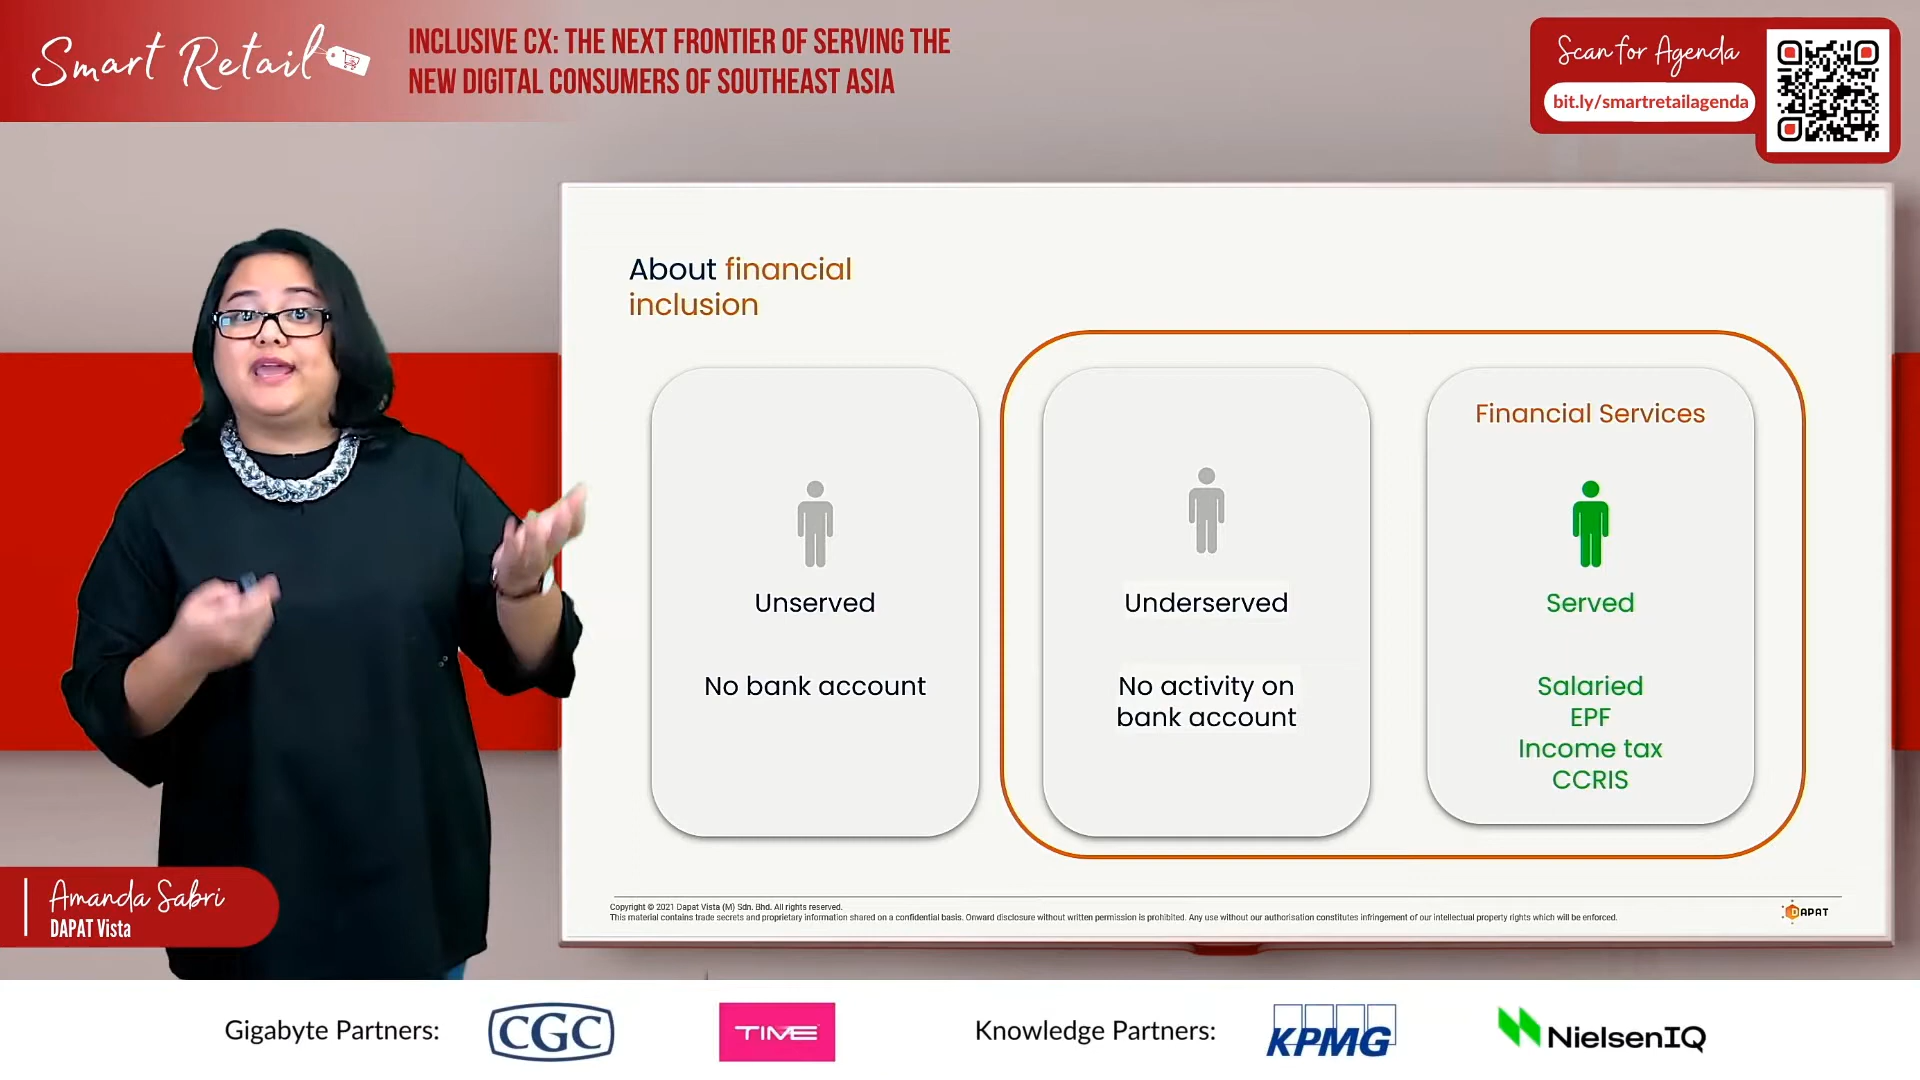 Smart Retail
INCLUSIVE CX: THE NEXT FRONTIER OF SERVING THE
NEW DIGITAL CONSUMERS OF SOUTHEAST ASIA
Scan for Agenda
bit.ly/smartretailagenda
About financial
inclusion
Unserved
No bank account
Underserved
No activity on
bank account
Financial Services
Served
Salaried
EPF
Income tax
CCRIS
Copyright © 2021 Dapat Vista (M) Sdn. Bhd. All rights reserved.
This material contains trade secrets and proprietary information shared on a confidential basis. Onward disclosure without written permission is prohibited. Any use without our authorisation constitutes infringement of our intellectual property rights which will be enforced.
DAPAT
Amanda Sabri
DAPAT Vista
Gigabyte Partners:
CGC
TIME
Knowledge Partners:
KPMG
NielsenIQ